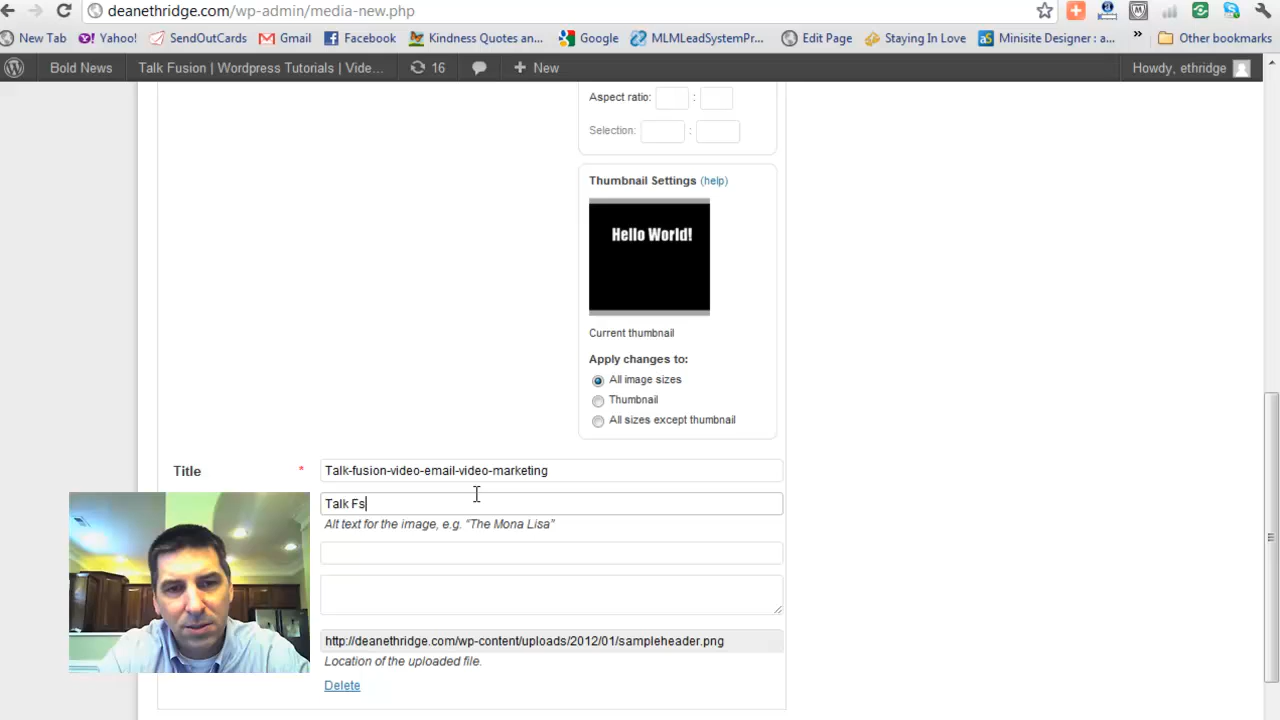 deanethridge.com/wp-admin/media-new.php
New Tab Yahoo! SendOutCards Gmail Facebook Kindness Quotes an... Google MLMLeadSystemPr... Edit Page Staying In Love Minisite Designer : a... » Other bookmarks
Bold News Talk Fusion | Wordpress Tutorials | Vide... 16 + New Howdy, ethridge
Aspect ratio: :
Selection: :
Thumbnail Settings (help)
Hello World!
Current thumbnail
Apply changes to:
All image sizes
Thumbnail
All sizes except thumbnail
Title * Talk-fusion-video-email-video-marketing
Talk Fs
Alt text for the image, e.g. “The Mona Lisa”
http://deanethridge.com/wp-content/uploads/2012/01/sampleheader.png
Location of the uploaded file.
Delete